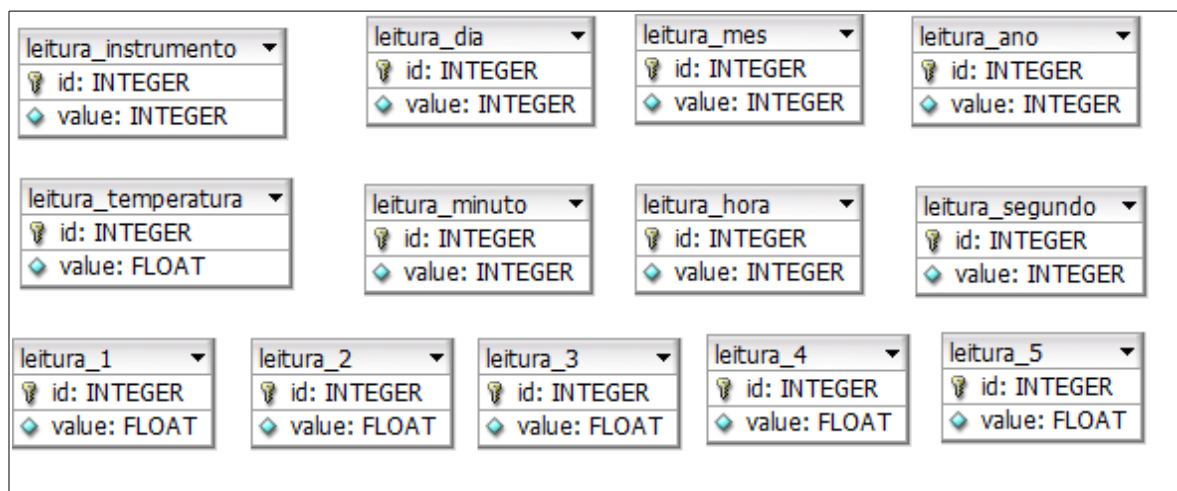 leitura_instrumento
id: INTEGER
value: INTEGER
leitura_dia
id: INTEGER
value: INTEGER
leitura_mes
id: INTEGER
value: INTEGER
leitura_ano
id: INTEGER
value: INTEGER
leitura_temperatura
id: INTEGER
value: FLOAT
leitura_minuto
id: INTEGER
value: INTEGER
leitura_hora
id: INTEGER
value: INTEGER
leitura_segundo
id: INTEGER
value: INTEGER
leitura_1
id: INTEGER
value: FLOAT
leitura_2
id: INTEGER
value: FLOAT
leitura_3
id: INTEGER
value: FLOAT
leitura_4
id: INTEGER
value: FLOAT
leitura_5
id: INTEGER
value: FLOAT